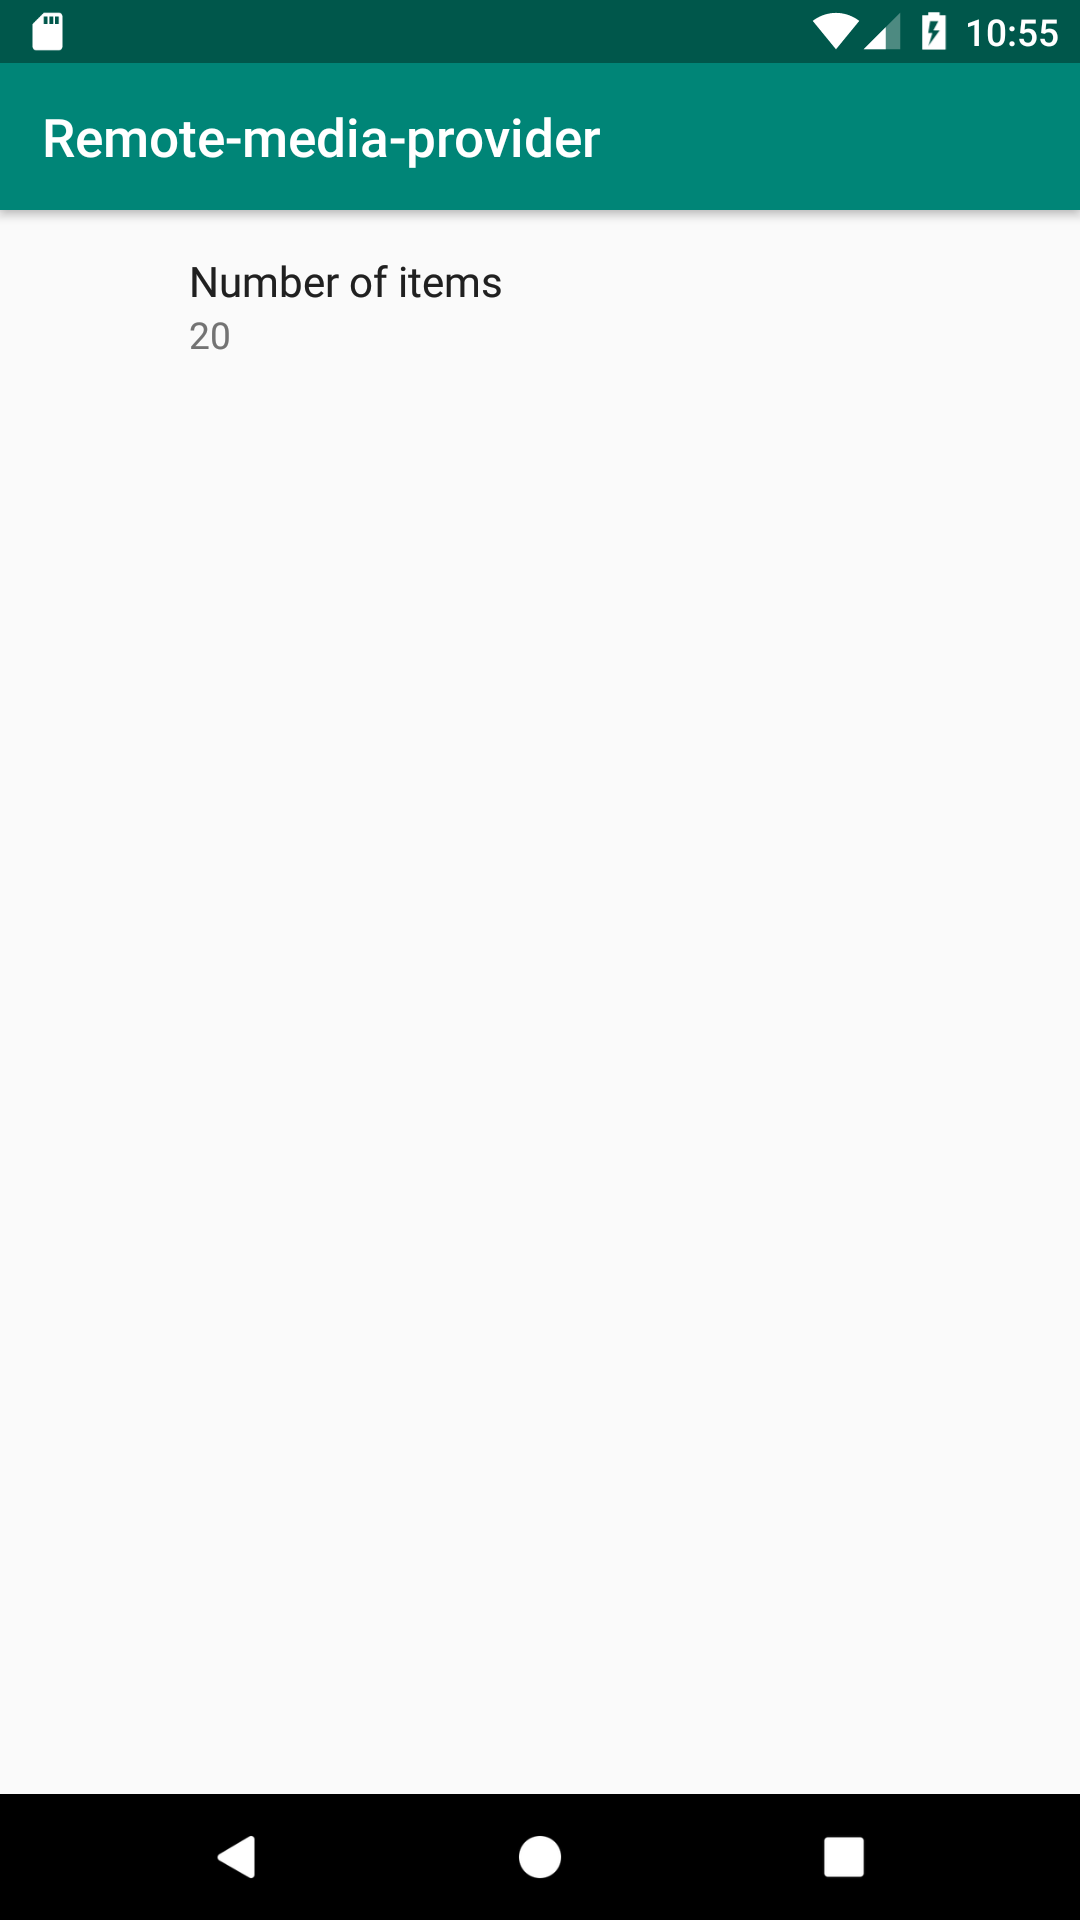 10:55
Remote-media-provider
Number of items
20